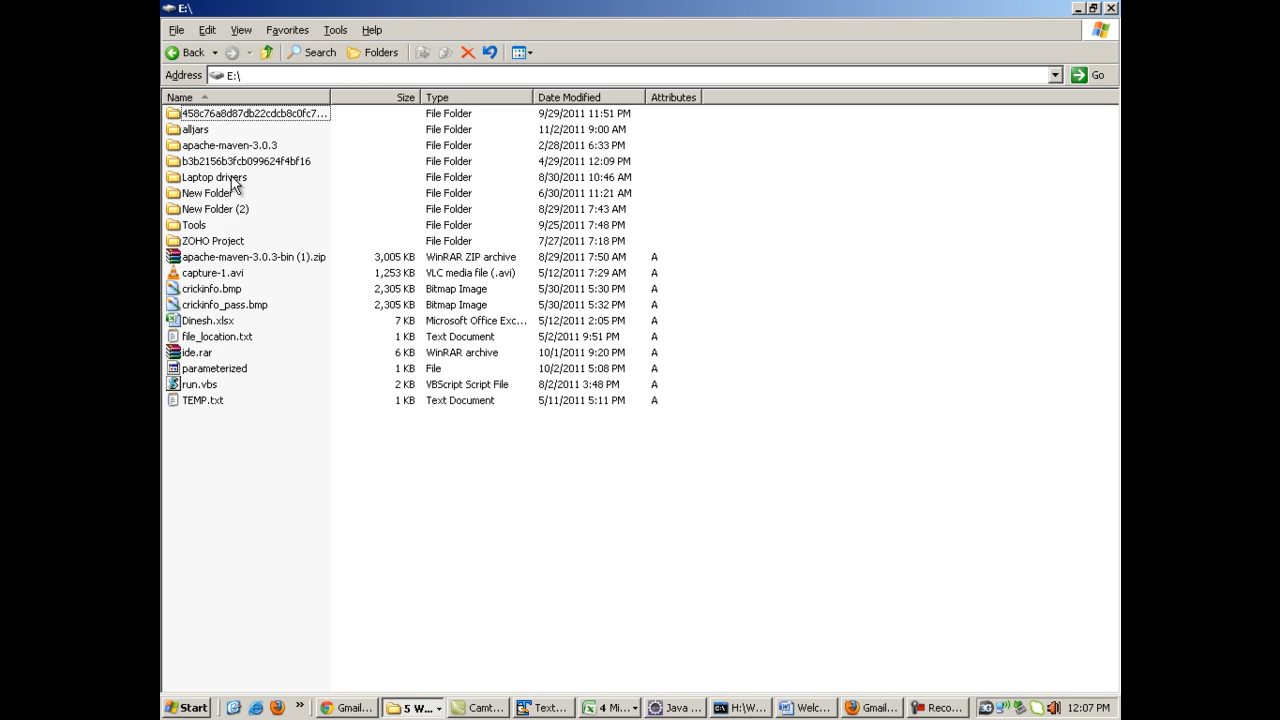 E:\
File Edit View Favorites Tools Help
Back Search Folders
Address E:\ Go
Name Size Type Date Modified Attributes
458c76a8d87db22cdcb8c0fc7... File Folder 9/29/2011 11:51 PM
alljars File Folder 11/2/2011 9:00 AM
apache-maven-3.0.3 File Folder 2/28/2011 6:33 PM
b3b2156b3fcb099624f4bf16 File Folder 4/29/2011 12:09 PM
Laptop drivers File Folder 8/30/2011 10:46 AM
New Folder File Folder 6/30/2011 11:21 AM
New Folder (2) File Folder 8/29/2011 7:43 AM
Tools File Folder 9/25/2011 7:48 PM
ZOHO Project File Folder 7/27/2011 7:18 PM
apache-maven-3.0.3-bin (1).zip 3,005 KB WinRAR ZIP archive 8/29/2011 7:50 AM A
capture-1.avi 1,253 KB VLC media file (.avi) 5/12/2011 7:29 AM A
crickinfo.bmp 2,305 KB Bitmap Image 5/30/2011 5:30 PM A
crickinfo_pass.bmp 2,305 KB Bitmap Image 5/30/2011 5:32 PM A
Dinesh.xlsx 7 KB Microsoft Office Exc... 5/12/2011 2:05 PM A
file_location.txt 1 KB Text Document 5/2/2011 9:51 PM A
ide.rar 6 KB WinRAR archive 10/1/2011 9:20 PM A
parameterized 1 KB File 10/2/2011 5:08 PM A
run.vbs 2 KB VBScript Script File 8/2/2011 3:48 PM A
TEMP.txt 1 KB Text Document 5/11/2011 5:11 PM A
Start Gmail... 5 W... Camt... Text... 4 Mi... Java ... H:\W... Welc... Gmail... Reco... 12:07 PM